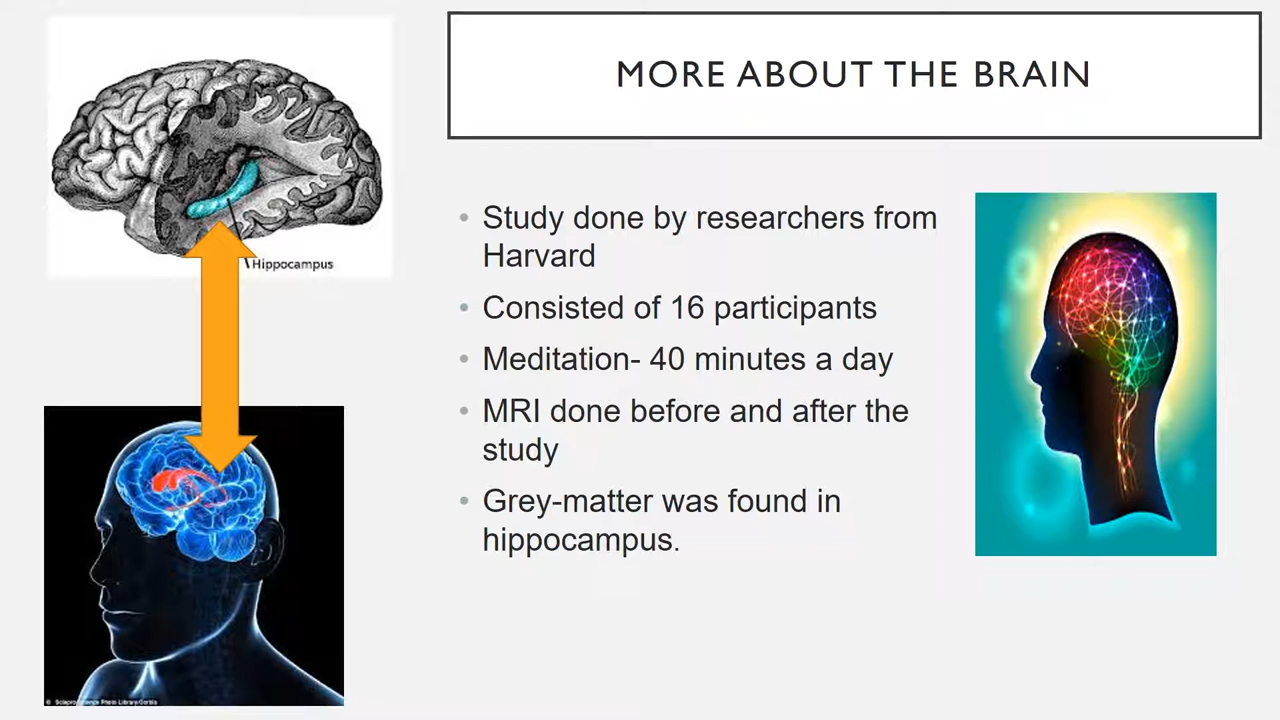 MORE ABOUT THE BRAIN
Hippocampus
• Study done by researchers from
Harvard
• Consisted of 16 participants
• Meditation- 40 minutes a day
• MRI done before and after the
study
• Grey-matter was found in
hippocampus.